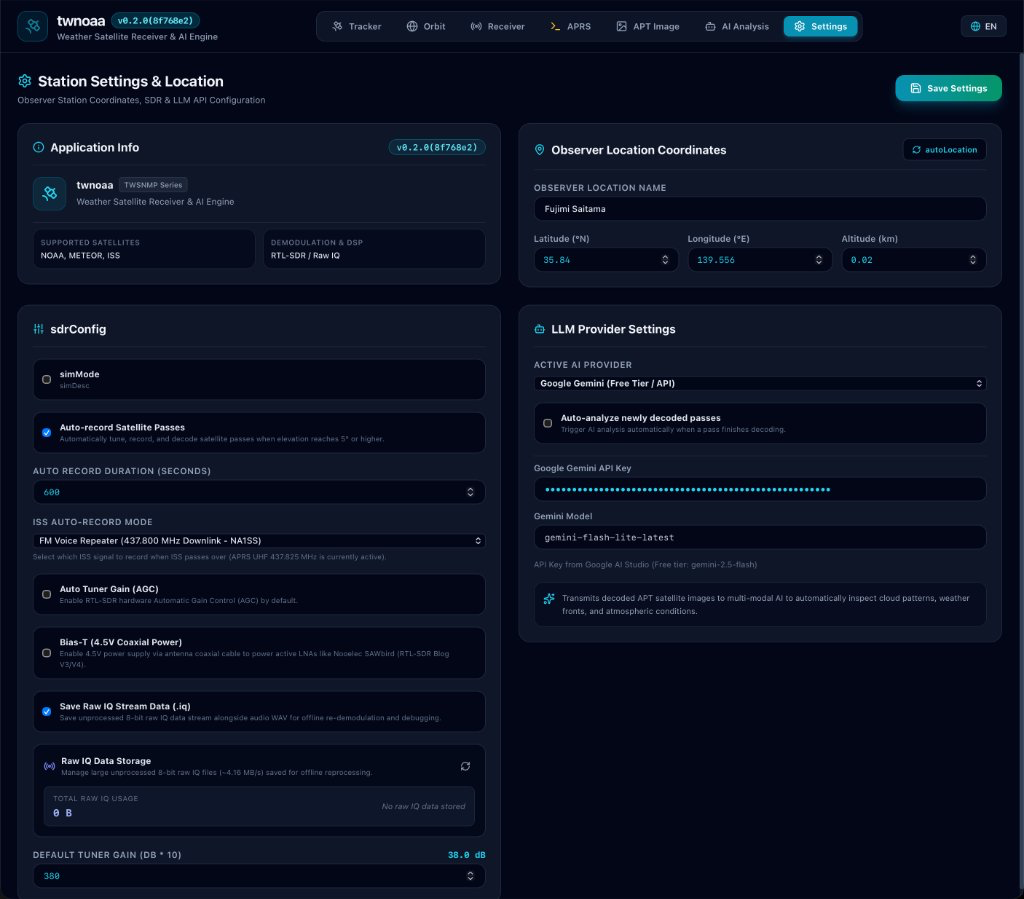 twnoaa v0.2.0(8f768e2)
Weather Satellite Receiver & AI Engine
Tracker Orbit Receiver APRS APT Image AI Analysis Settings
EN
Station Settings & Location
Observer Station Coordinates, SDR & LLM API Configuration
Save Settings
Application Info v0.2.0(8f768e2)
twnoaa TWSNMP Series
Weather Satellite Receiver & AI Engine
SUPPORTED SATELLITES
NOAA, METEOR, ISS
DEMODULATION & DSP
RTL-SDR / Raw IQ
Observer Location Coordinates autoLocation
OBSERVER LOCATION NAME
Fujimi Saitama
Latitude (°N) Longitude (°E) Altitude (km)
35.84 139.556 0.02
sdrConfig
simMode
simDesc
Auto-record Satellite Passes
Automatically tune, record, and decode satellite passes when elevation reaches 5° or higher.
AUTO RECORD DURATION (SECONDS)
600
ISS AUTO-RECORD MODE
FM Voice Repeater (437.800 MHz Downlink - NA1SS)
Select which ISS signal to record when ISS passes over (APRS UHF 437.825 MHz is currently active).
Auto Tuner Gain (AGC)
Enable RTL-SDR hardware Automatic Gain Control (AGC) by default.
Bias-T (4.5V Coaxial Power)
Enable 4.5V power supply via antenna coaxial cable to power active LNAs like Nooelec SAWbird (RTL-SDR Blog
V3/V4).
Save Raw IQ Stream Data (.iq)
Save unprocessed 8-bit raw IQ data stream alongside audio WAV for offline re-demodulation and debugging.
Raw IQ Data Storage
Manage large unprocessed 8-bit raw IQ files (~4.16 MB/s) saved for offline reprocessing.
TOTAL RAW IQ USAGE
0 B
No raw IQ data stored
DEFAULT TUNER GAIN (DB * 10) 38.0 dB
380
LLM Provider Settings
ACTIVE AI PROVIDER
Google Gemini (Free Tier / API)
Auto-analyze newly decoded passes
Trigger AI analysis automatically when a pass finishes decoding.
Google Gemini API Key
Gemini Model
gemini-flash-lite-latest
API Key from Google AI Studio (Free tier: gemini-2.5-flash)
Transmits decoded APT satellite images to multi-modal AI to automatically inspect cloud patterns, weather
fronts, and atmospheric conditions.